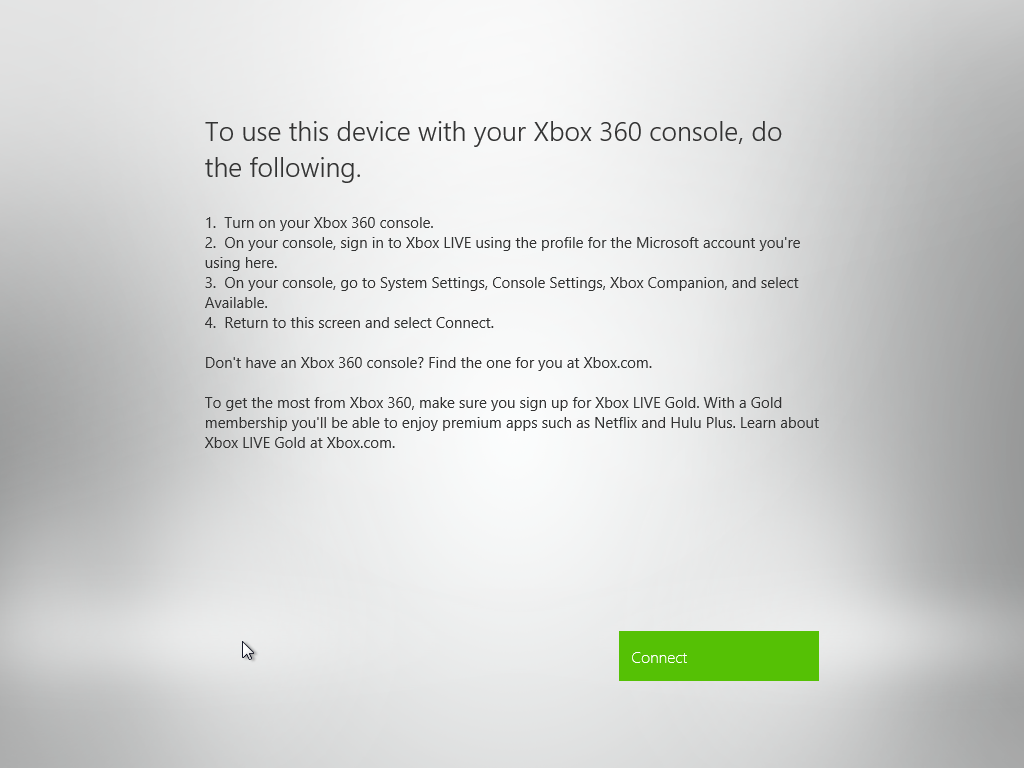 To use this device with your Xbox 360 console, do
the following.
1. Turn on your Xbox 360 console.
2. On your console, sign in to Xbox LIVE using the profile for the Microsoft account you're
using here.
3. On your console, go to System Settings, Console Settings, Xbox Companion, and select
Available.
4. Return to this screen and select Connect.
Don't have an Xbox 360 console? Find the one for you at Xbox.com.
To get the most from Xbox 360, make sure you sign up for Xbox LIVE Gold. With a Gold
membership you'll be able to enjoy premium apps such as Netflix and Hulu Plus. Learn about
Xbox LIVE Gold at Xbox.com.
Connect